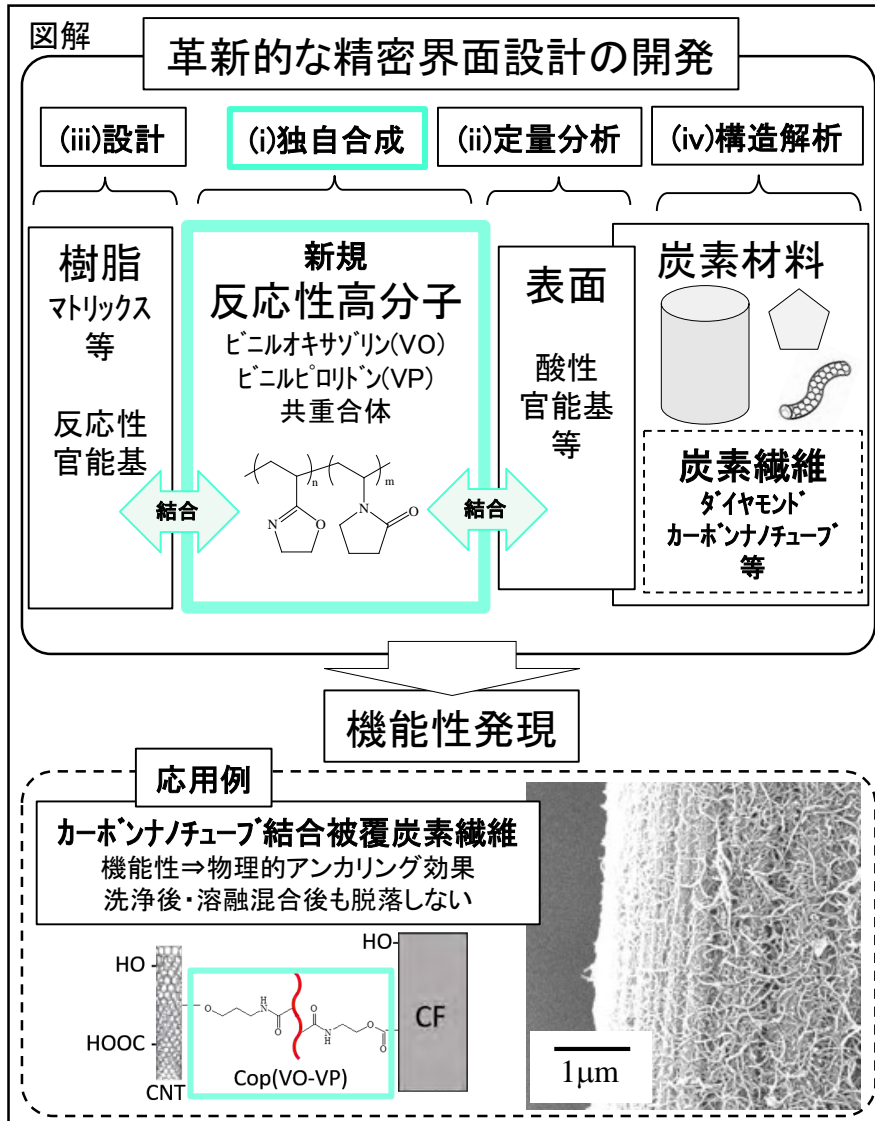 図解
革新的な精密界面設計の開発
(iii)設計
(i)独自合成
(ii)定量分析
(iv)構造解析
樹脂
マトリックス
等
反応性
官能基
結合
新規
反応性高分子
ビニルオキサゾリン(VO)
ビニルピロリドン(VP)
共重合体
n
m
N
O
N
O
結合
表面
酸性
官能基
等
炭素材料
炭素繊維
ダイヤモンド
カーボンナノチューブ
等
機能性発現
応用例
カーボンナノチューブ結合被覆炭素繊維
機能性⇒物理的アンカリング効果
洗浄後・溶融混合後も脱落しない
HO
HOOC
CNT
O
H
N
O
O
N
H
O
O
Cop(VO-VP)
HO
CF
1μm